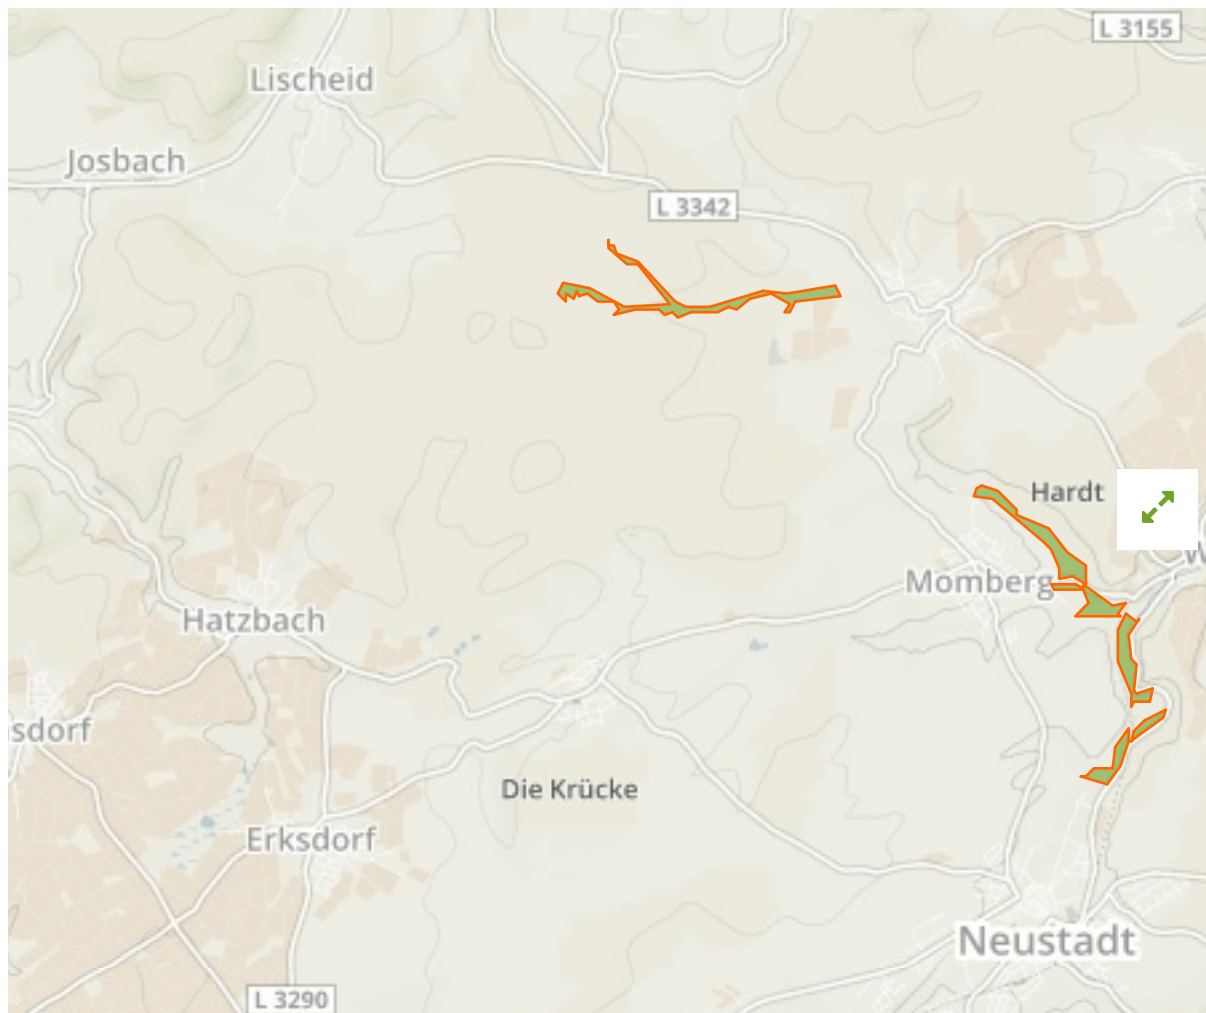 L 3155
Lischeid
Josbach
L 3342
Hardt
W
Momberg
Hatzbach
sdorf
Die Krücke
Erksdorf
Neustadt
L 3290